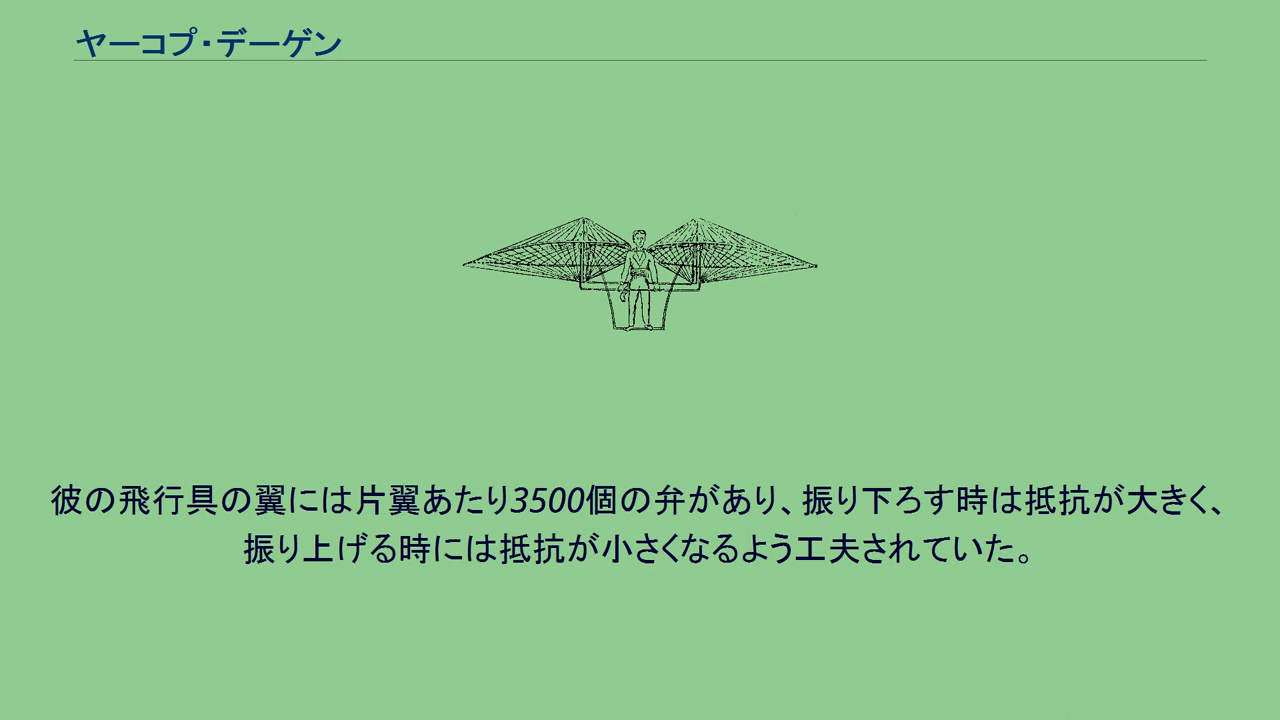 ヤーコプ・デーゲン
彼の飛行具の翼には片翼あたり3500個の弁があり、振り下ろす時は抵抗が大きく、
振り上げる時には抵抗が小さくなるよう工夫されていた。